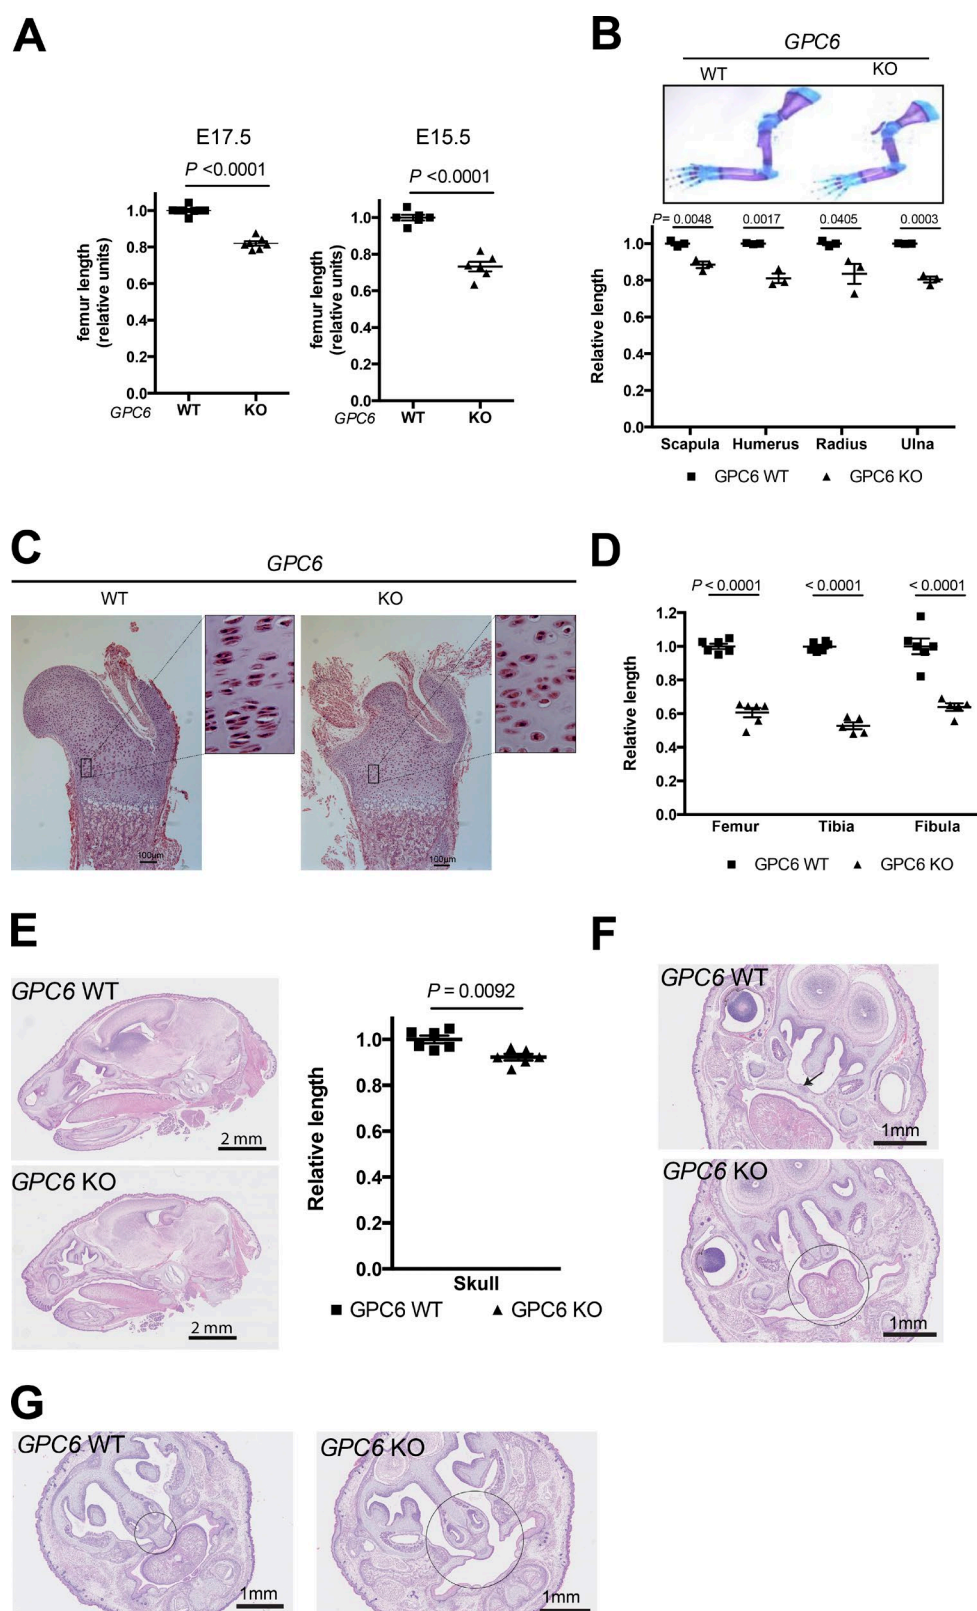 A
E17.5
P <0.0001
femur length
(relative units)
1.0
0.8
0.6
0.4
0.2
0.0
GPC6
WT
KO
E15.5
P <0.0001
femur length
(relative units)
1.0
0.8
0.6
0.4
0.2
0.0
GPC6
WT
KO
B
GPC6
WT
KO
P= 0.0048 0.0017 0.0405 0.0003
Relative length
1.0
0.8
0.6
0.4
0.2
0.0
Scapula Humerus Radius Ulna
GPC6 WT GPC6 KO
C
GPC6
WT
KO
100µm
100µm
D
P < 0.0001 < 0.0001 < 0.0001
Relative length
1.2
1.0
0.8
0.6
0.4
0.2
0.0
Femur Tibia Fibula
GPC6 WT GPC6 KO
E
GPC6 WT
2 mm
GPC6 KO
2 mm
P = 0.0092
Relative length
1.0
0.8
0.6
0.4
0.2
0.0
Skull
GPC6 WT GPC6 KO
F
GPC6 WT
1mm
GPC6 KO
1mm
G
GPC6 WT
1mm
GPC6 KO
1mm